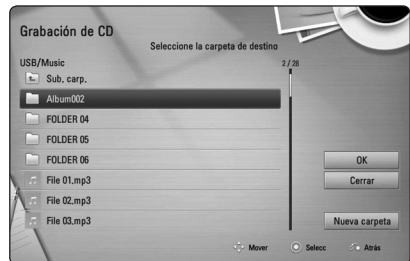 Grabación de CD
Seleccione la carpeta de destino
USB/Music
2 / 28
Sub. carp.
Album002
FOLDER 04
FOLDER 05
FOLDER 06
File 01.mp3
File 02.mp3
File 03.mp3
OK
Cerrar
Nueva carpeta
Mover
Selecc
Atrás